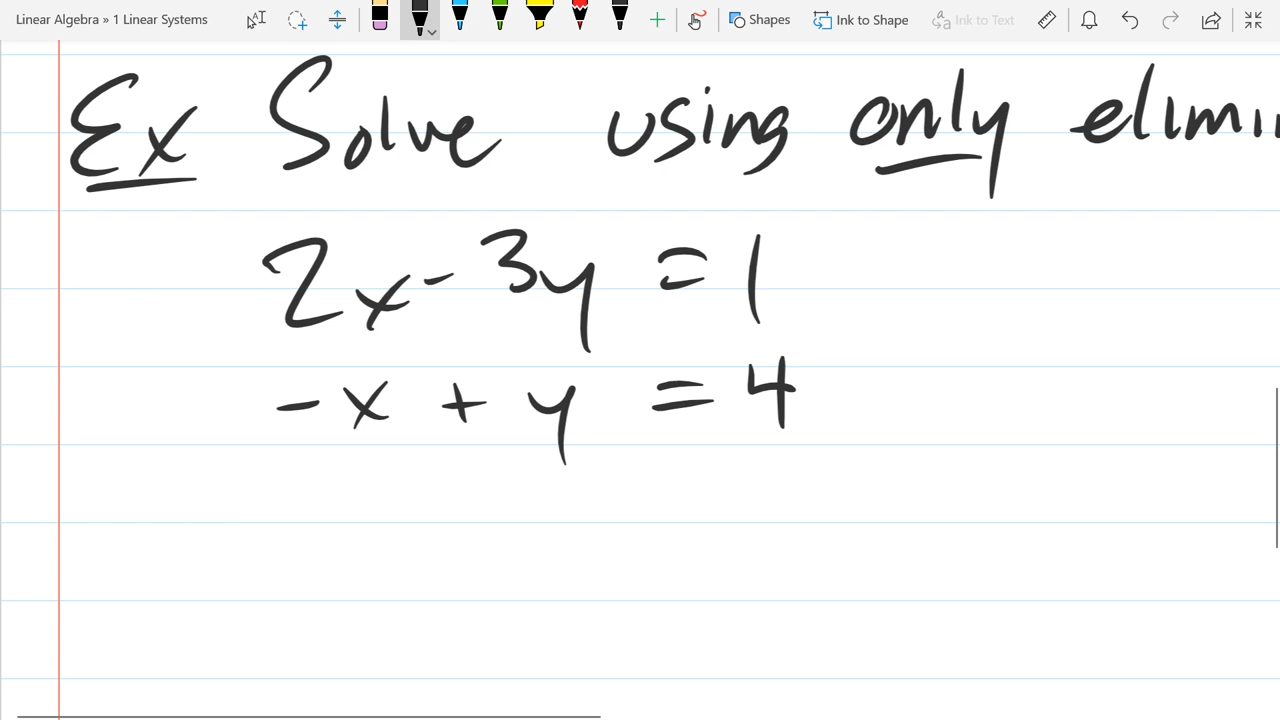 Linear Algebra » 1 Linear Systems
Shapes
Ink to Shape
Ink to Text
Ex Solve using only elimi
2x - 3y = 1
-x + y = 4